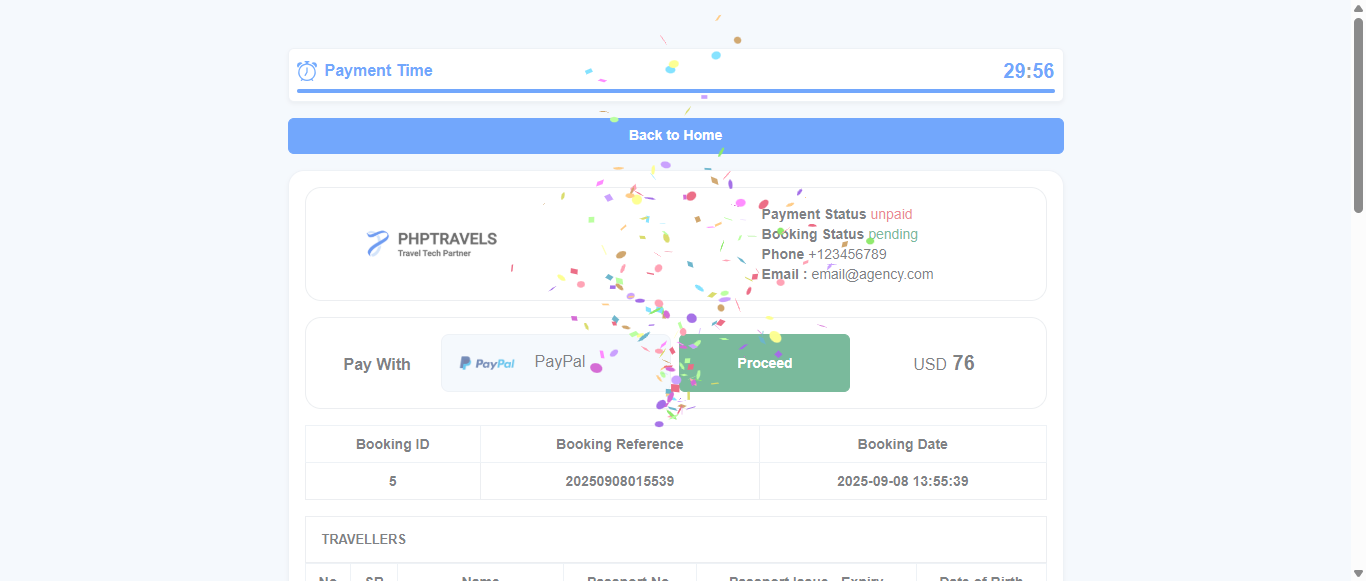 Payment Time 29:56
Back to Home
PHPTRAVELS
Travel Tech Partner
Payment Status unpaid
Booking Status pending
Phone +123456789
Email : email@agency.com
Pay With PayPal PayPal Proceed USD 76
Booking ID Booking Reference Booking Date
5 20250908015539 2025-09-08 13:55:39
TRAVELLERS
No SR Name Passport No Passport Issue - Expiry Date of Birth